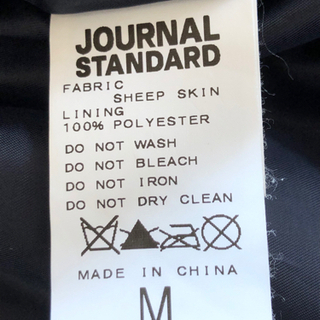 JOURNAL
STANDARD
FABRIC
SHEEP SKIN
LINING
100% POLYESTER
DO NOT WASH
DO NOT BLEACH
DO NOT IRON
DO NOT DRY CLEAN
MADE IN CHINA
M